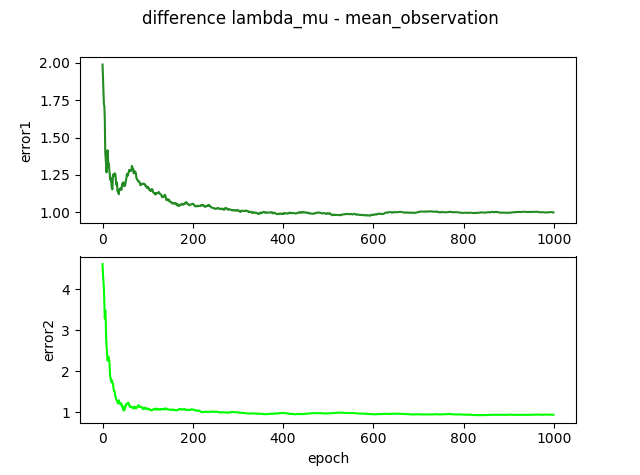 difference lambda_mu - mean_observation
2.00
1.75
1.50
1.25
1.00
error1
0 200 400 600 800 1000
4
3
2
1
error2
0 200 400 600 800 1000
epoch